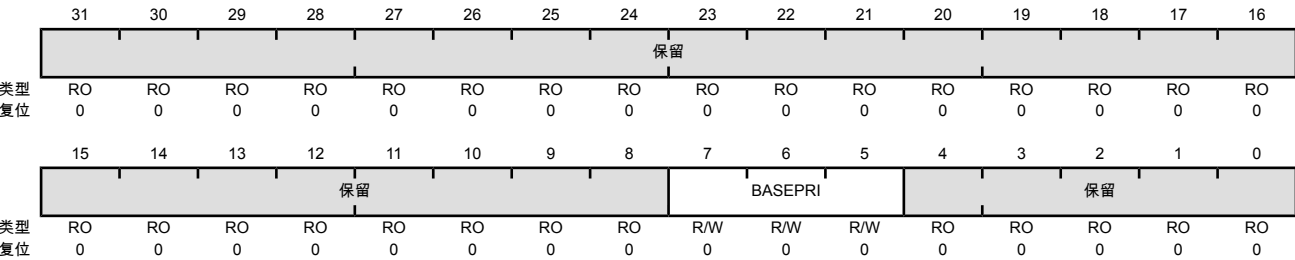 31 30 29 28 27 26 25 24 23 22 21 20 19 18 17 16
保留
类型 RO RO RO RO RO RO RO RO RO RO RO RO RO RO RO RO
复位 0 0 0 0 0 0 0 0 0 0 0 0 0 0 0 0
15 14 13 12 11 10 9 8 7 6 5 4 3 2 1 0
保留 BASEPRI 保留
类型 RO RO RO RO RO RO RO RO R/W R/W R/W RO RO RO RO RO
复位 0 0 0 0 0 0 0 0 0 0 0 0 0 0 0 0